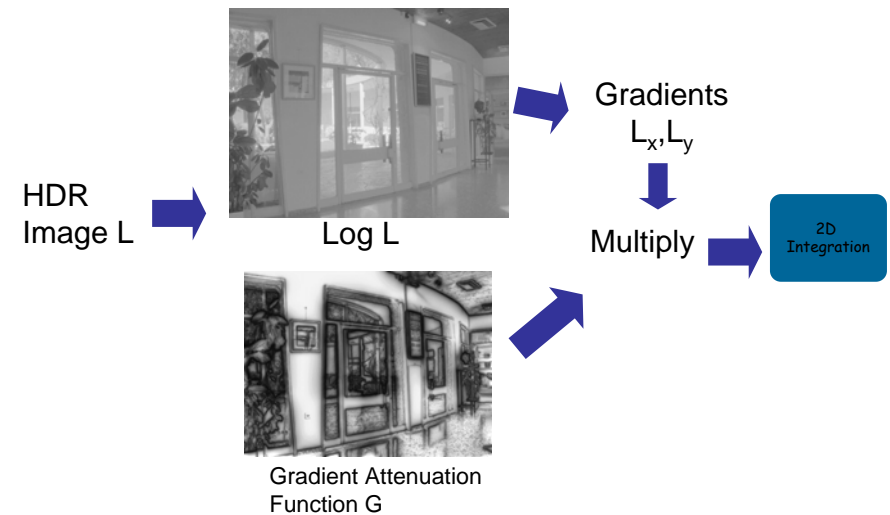 HDR
Image L
Log L
Gradients
Lx,Ly
Multiply
2D
Integration
Gradient Attenuation
Function G